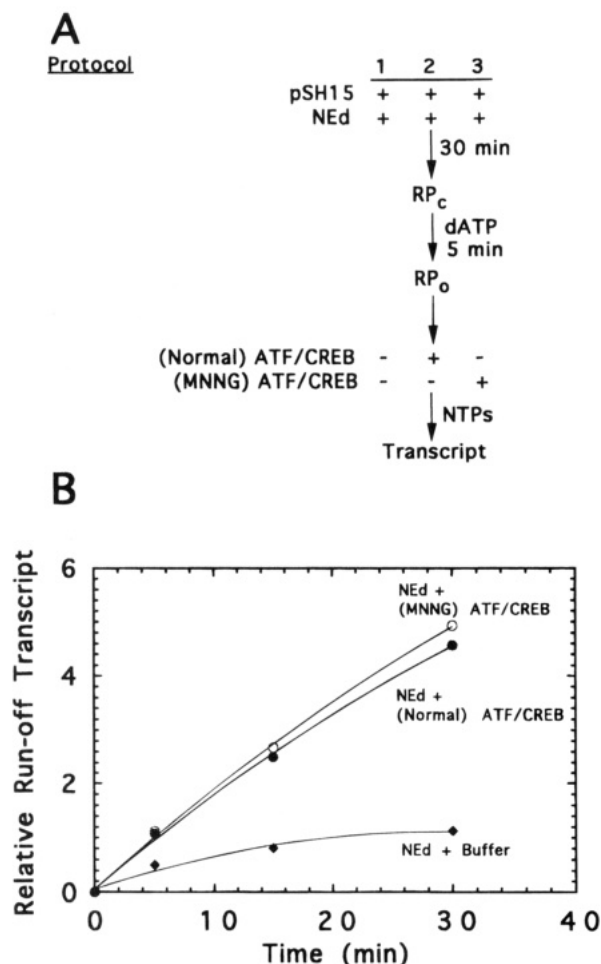 A
Protocol
1 2 3
pSH15 + + +
NEd + + +
30 min
RPc
dATP
5 min
RPo
(Normal) ATF/CREB - + -
(MNNG) ATF/CREB - - +
NTPs
Transcript
B
Relative Run-off Transcript
6
4
2
0
NEd +
(MNNG) ATF/CREB
NEd +
(Normal) ATF/CREB
NEd + Buffer
0 10 20 30 40
Time (min)